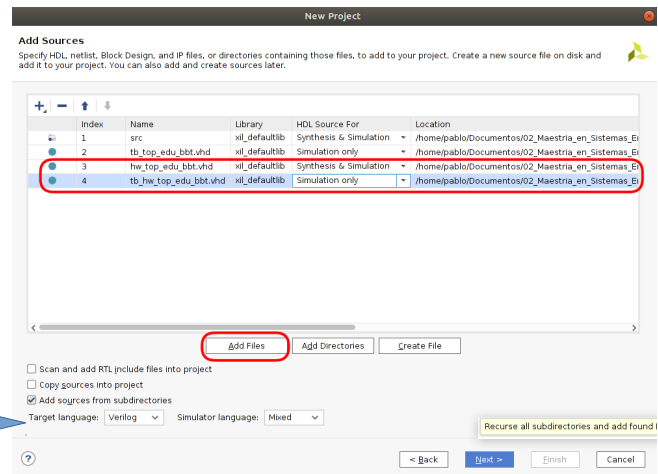 New Project
Add Sources
Specify HDL, netlist, Block Design, and IP files, or directories containing those files, to add to your project. Create a new source file on disk and
add it to your project. You can also add and create sources later.
Index Name Library HDL Source For Location
1 src xil_defaultlib Synthesis & Simulation /home/pablo/Documentos/02_Maestria_en_Sistemas_E
2 tb_top_edu_bbt.vhd xil_defaultlib Simulation only /home/pablo/Documentos/02_Maestria_en_Sistemas_E
3 hw_top_edu_bbt.vhd xil_defaultlib Synthesis & Simulation /home/pablo/Documentos/02_Maestria_en_Sistemas_E
4 tb_hw_top_edu_bbt.vhd xil_defaultlib Simulation only /home/pablo/Documentos/02_Maestria_en_Sistemas_E
Add Files Add Directories Create File
Scan and add RTL include files into project
Copy sources into project
Add sources from subdirectories
Target language: Verilog Simulator language: Mixed
Recurse all subdirectories and add found
? < Back Next > Finish Cancel